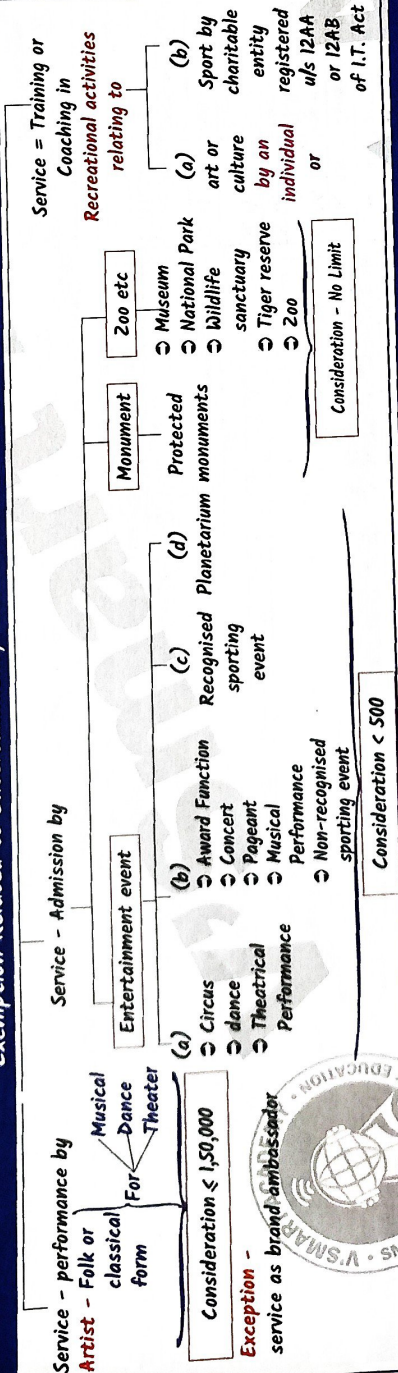 Service - performance by
Artist - Folk or
classical
form
For
Musical
Dance
Theater
Consideration ≤ 1,50,000
Exception -
service as brand ambassador
Service - Admission by
Entertainment event
(a)
➲ Circus
➲ dance
➲ Theatrical
Performance
(b)
➲ Award Function
➲ Concert
➲ Pageant
➲ Musical
Performance
➲ Non-recognised
sporting event
(c)
Recognised
sporting
event
(d)
Planetarium
Consideration < 500
Monument
Protected
monuments
Zoo etc
➲ Museum
➲ National Park
➲ Wildlife
sanctuary
➲ Tiger reserve
➲ Zoo
Consideration - No Limit
Service = Training or
Coaching in
Recreational activities
relating to
(a)
art or
culture
by an
individual
or
(b)
Sport by
charitable
entity
registered
u/s 12AA
or 12AB
of I.T. Act
V'SMART ACADEMY
EDUCATION